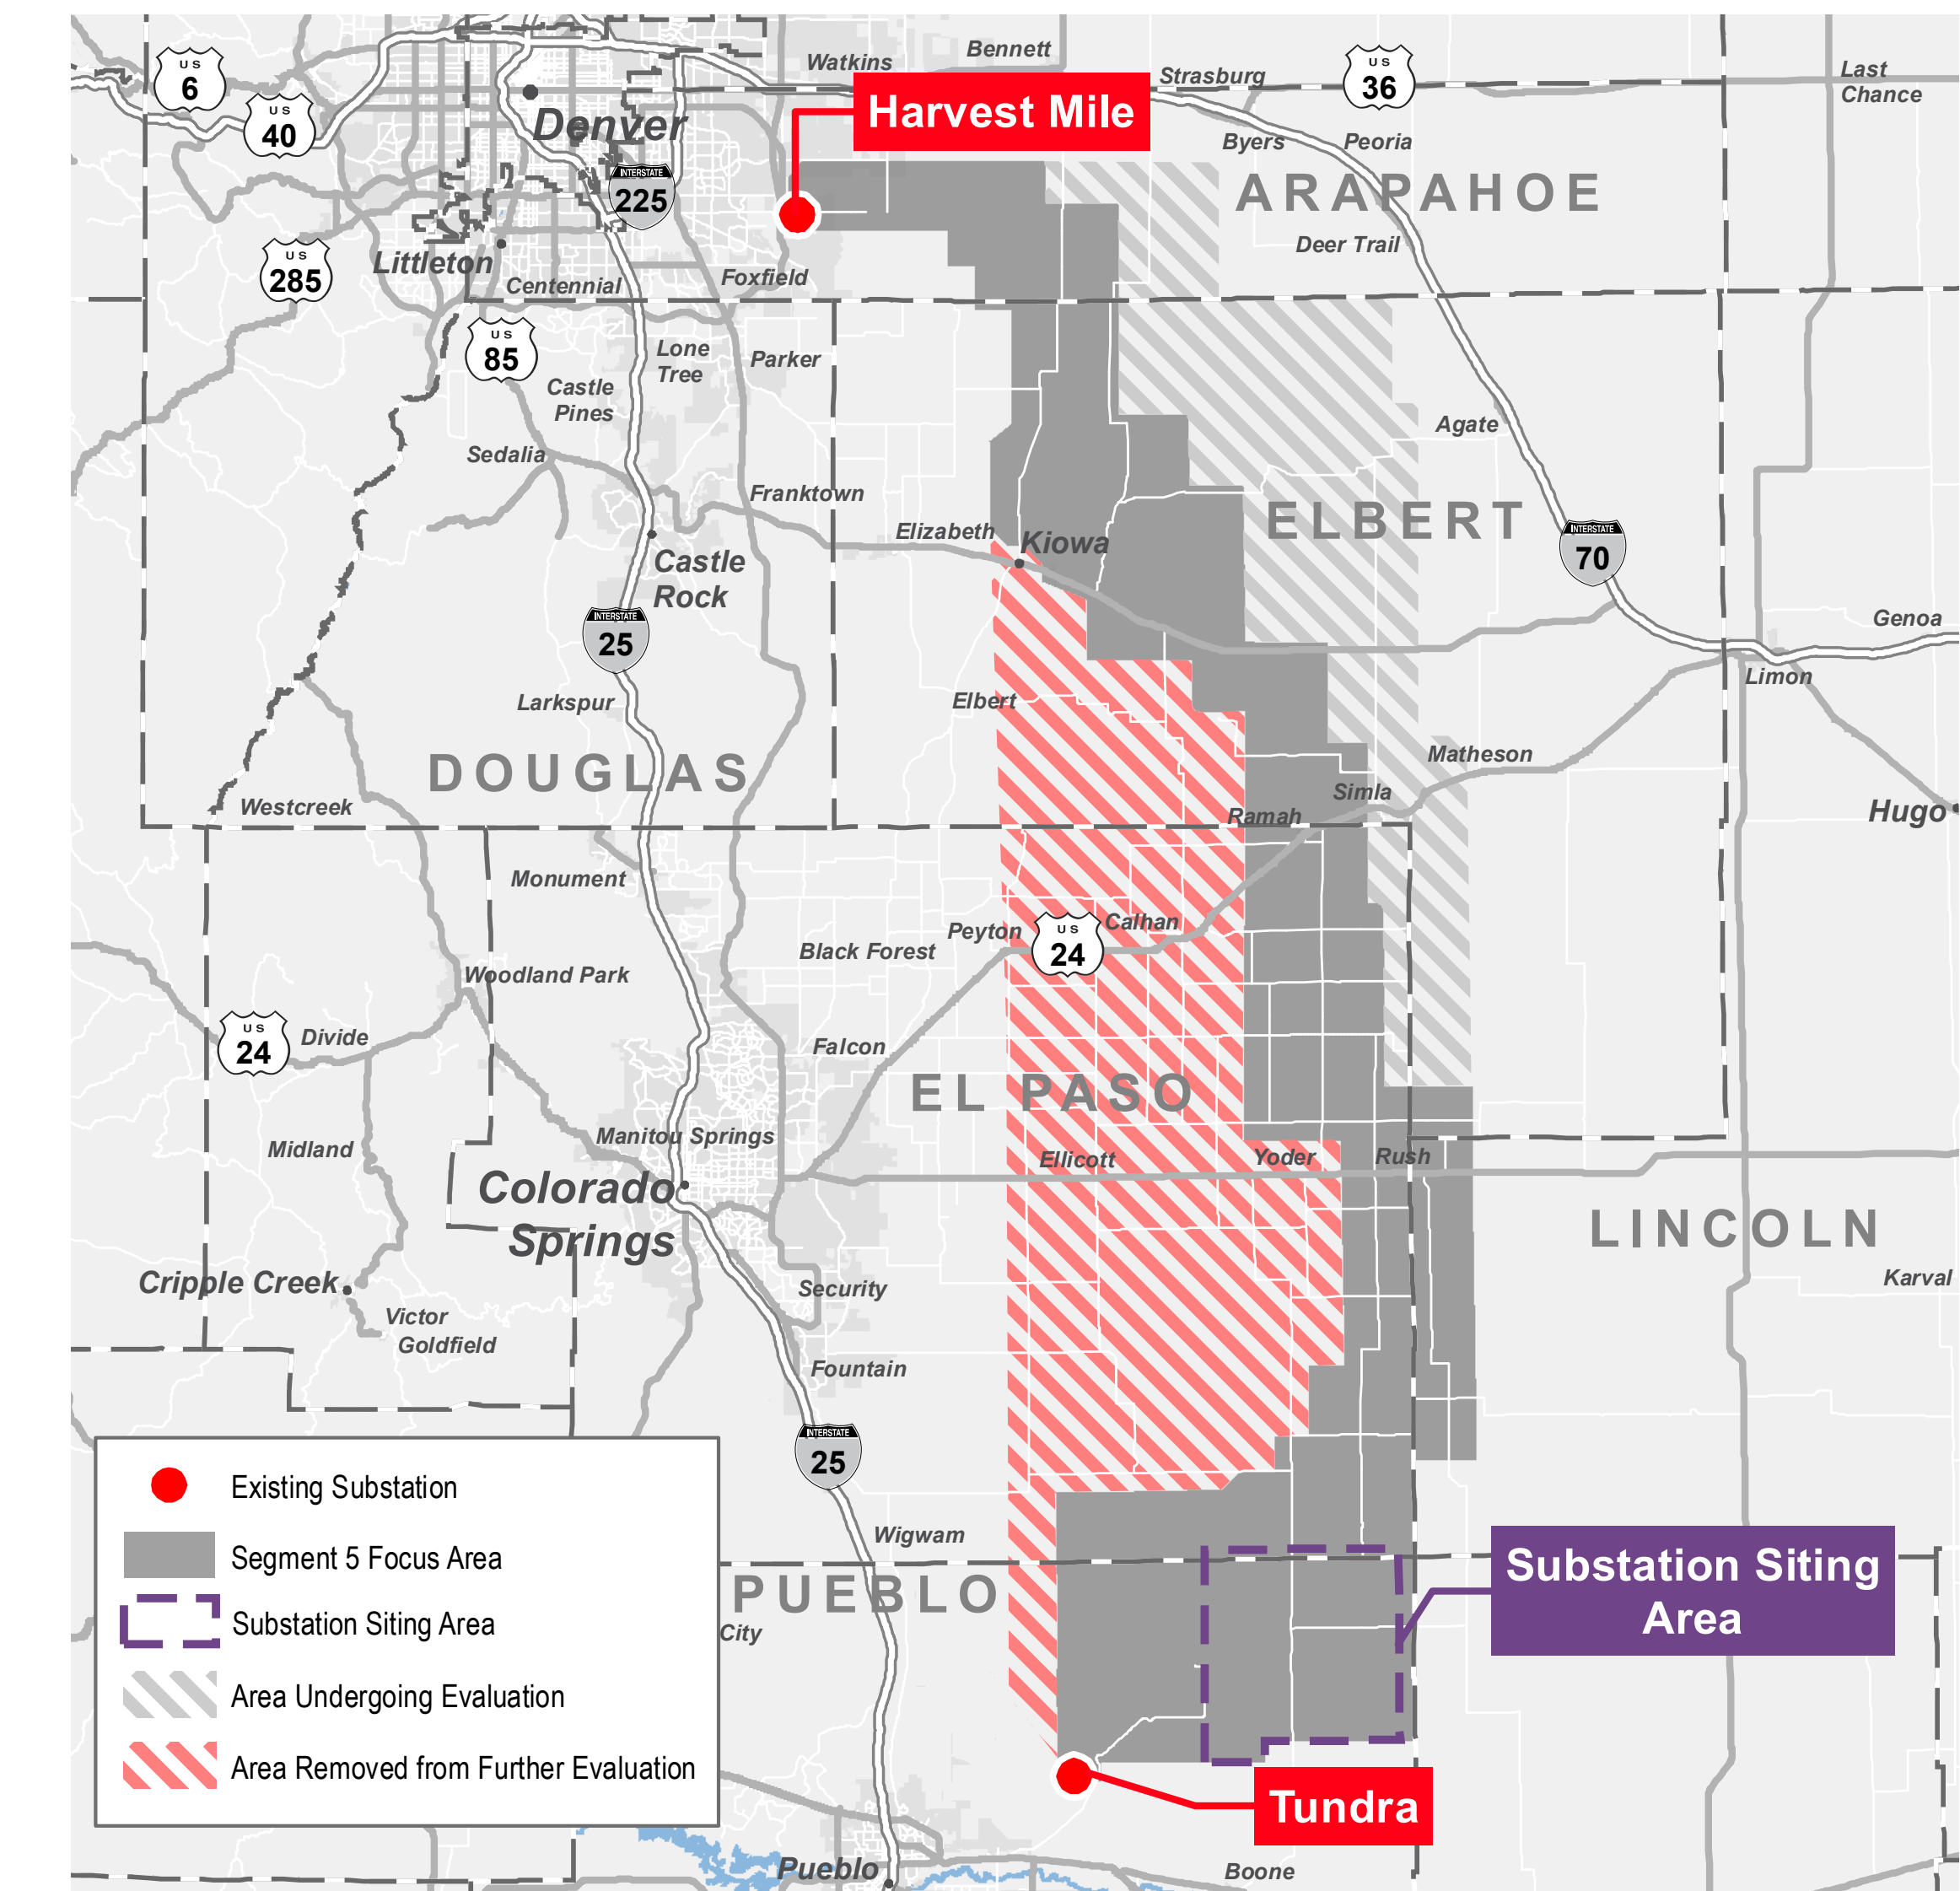 US
6
US
40
Watkins
Bennett
Harvest Mile
Strasburg
US
36
Last
Chance
Denver
Byers
Peoria
INTERSTATE
225
ARAPAHOE
Deer Trail
US
285
Littleton
Centennial
Foxfield
US
85
Lone
Tree
Parker
Castle
Pines
Sedalia
Agate
Franktown
Elizabeth
Kiowa
ELBERT
INTERSTATE
70
Castle
Rock
INTERSTATE
25
Genoa
Limon
Larkspur
Elbert
DOUGLAS
Matheson
Simla
Westcreek
Ramah
Hugo
Monument
Peyton
US
24
Calhan
Black Forest
Woodland Park
US
24
Divide
Falcon
EL PASO
Midland
Manitou Springs
Ellicott
Yoder
Rush
Colorado
Springs
LINCOLN
Cripple Creek
Security
Karval
Victor
Goldfield
Fountain
INTERSTATE
25
Existing Substation
Segment 5 Focus Area
Substation Siting Area
Area Undergoing Evaluation
Area Removed from Further Evaluation
Wigwam
PUEBLO
City
Substation Siting
Area
Tundra
Pueblo
Boone